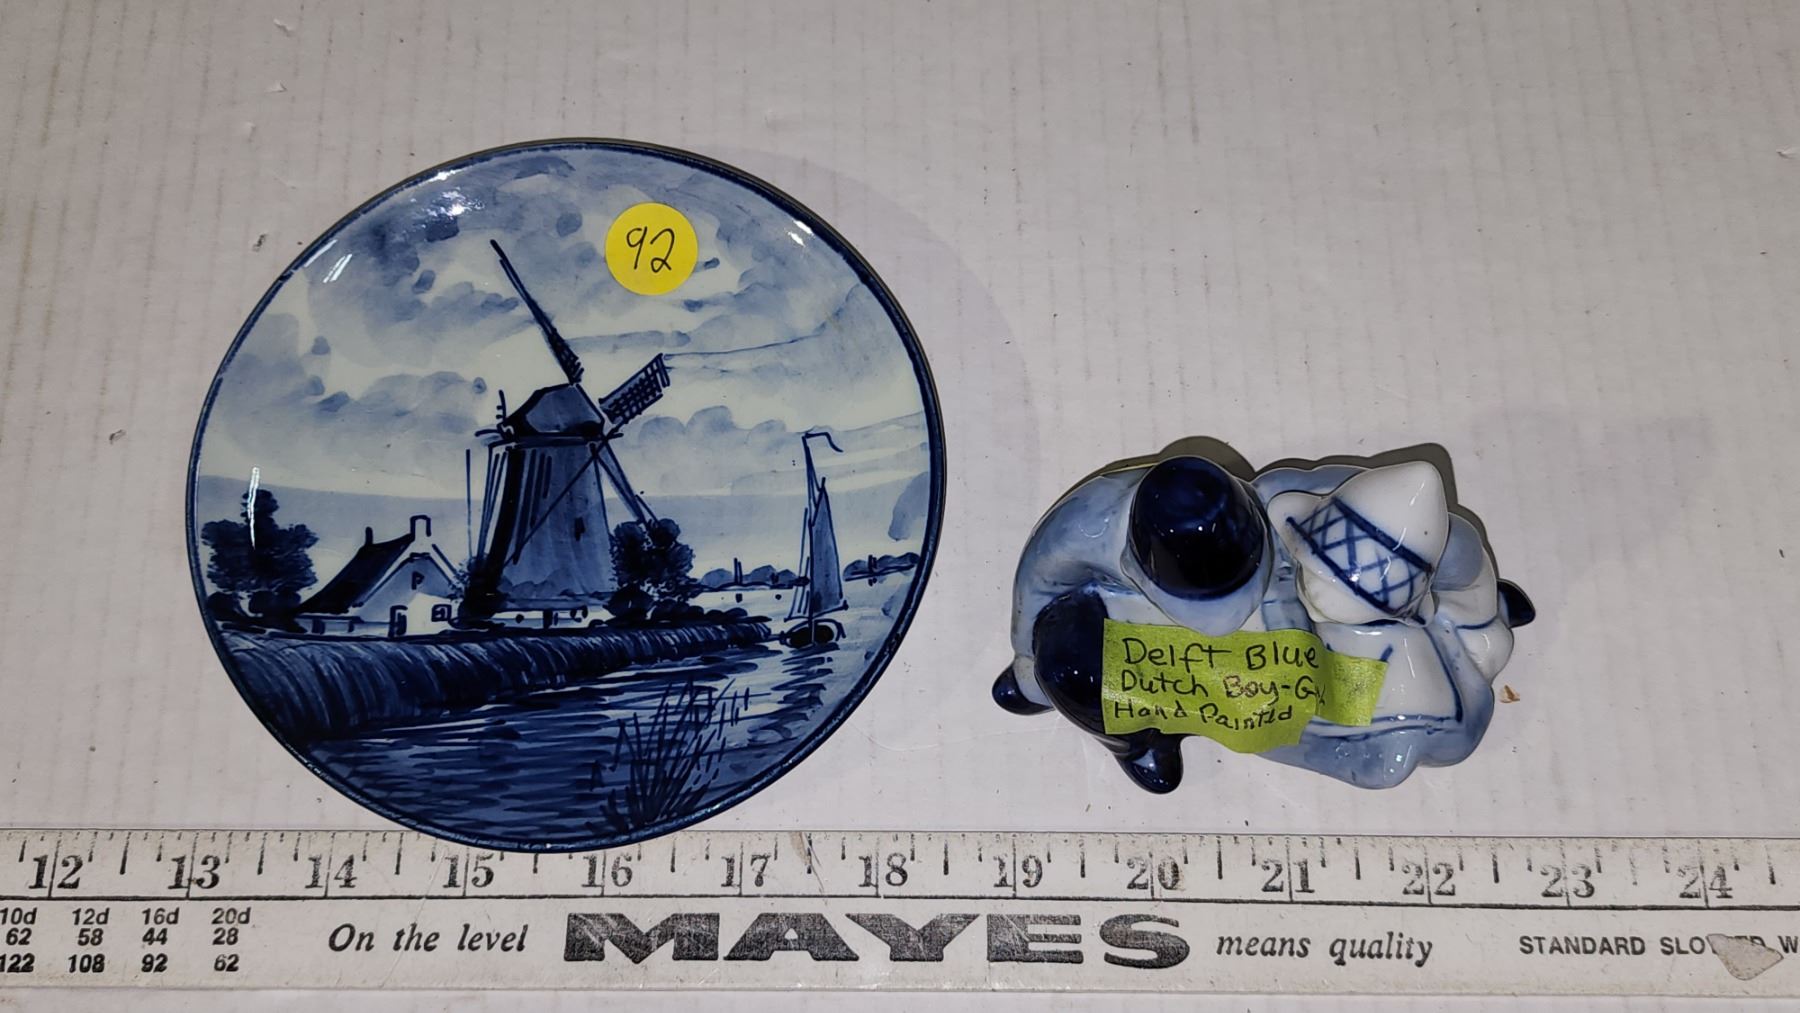 92
Delft Blue
Dutch Boy-G
Hand Painted
12 13 14 15 16 17 18 19 20 21 22 23 24
10d 12d 16d 20d
62 58 44 28
122 108 92 62
On the level MAYES means quality STANDARD